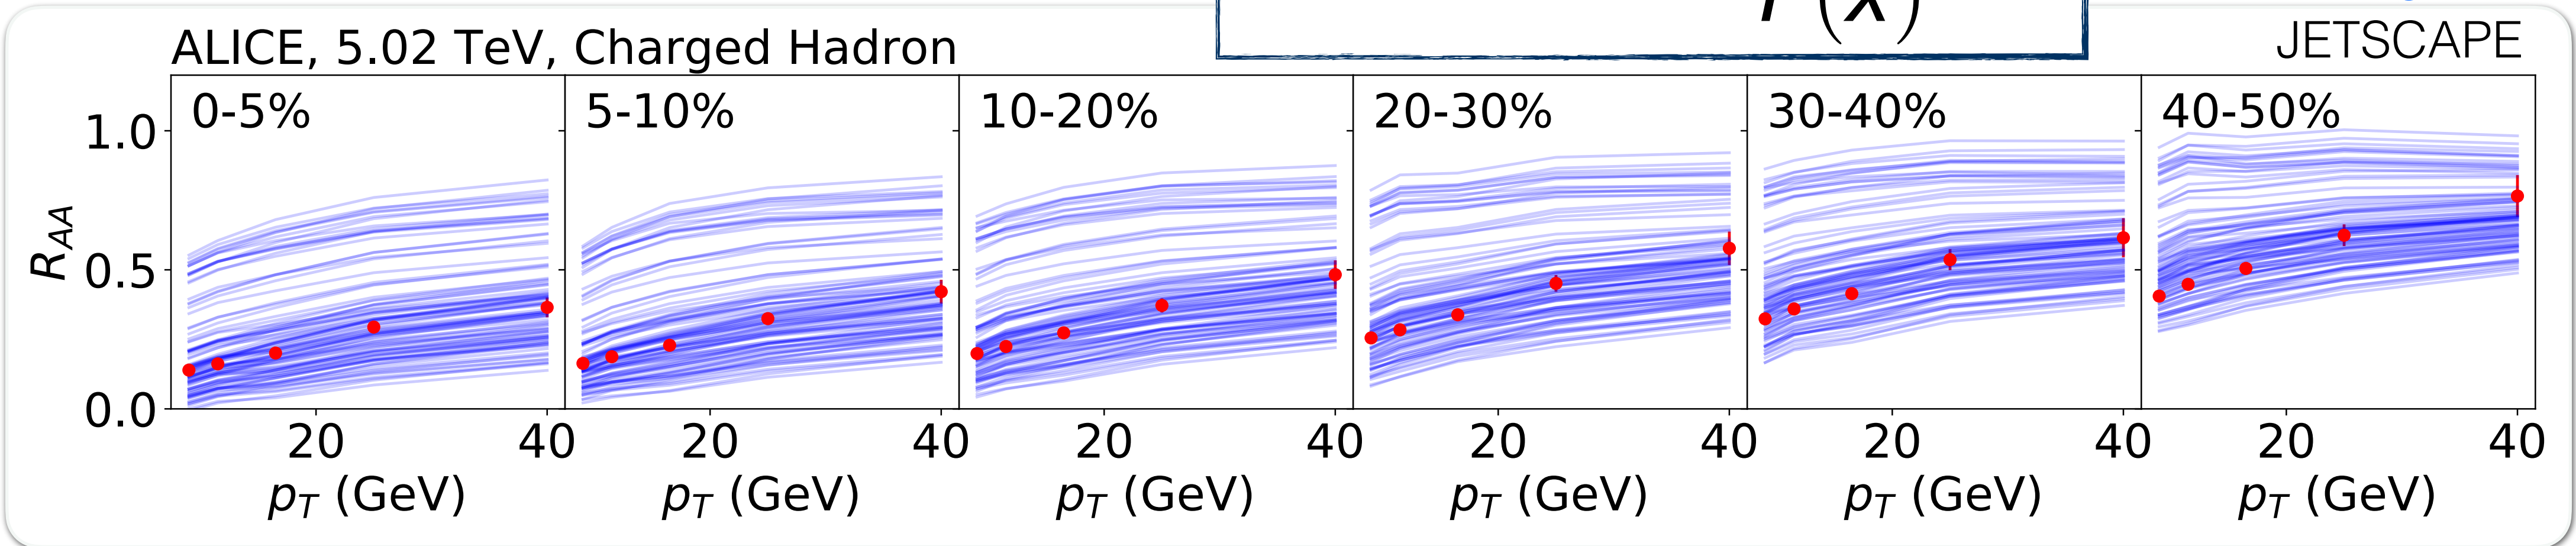 (x)
ALICE, 5.02 TeV, Charged Hadron JETSCAPE
0-5% 5-10% 10-20% 20-30% 30-40% 40-50%
1.0
0.5
0.0
R_{AA}
20 40 20 40 20 40 20 40 20 40 20 40
p_T (GeV) p_T (GeV) p_T (GeV) p_T (GeV) p_T (GeV) p_T (GeV)